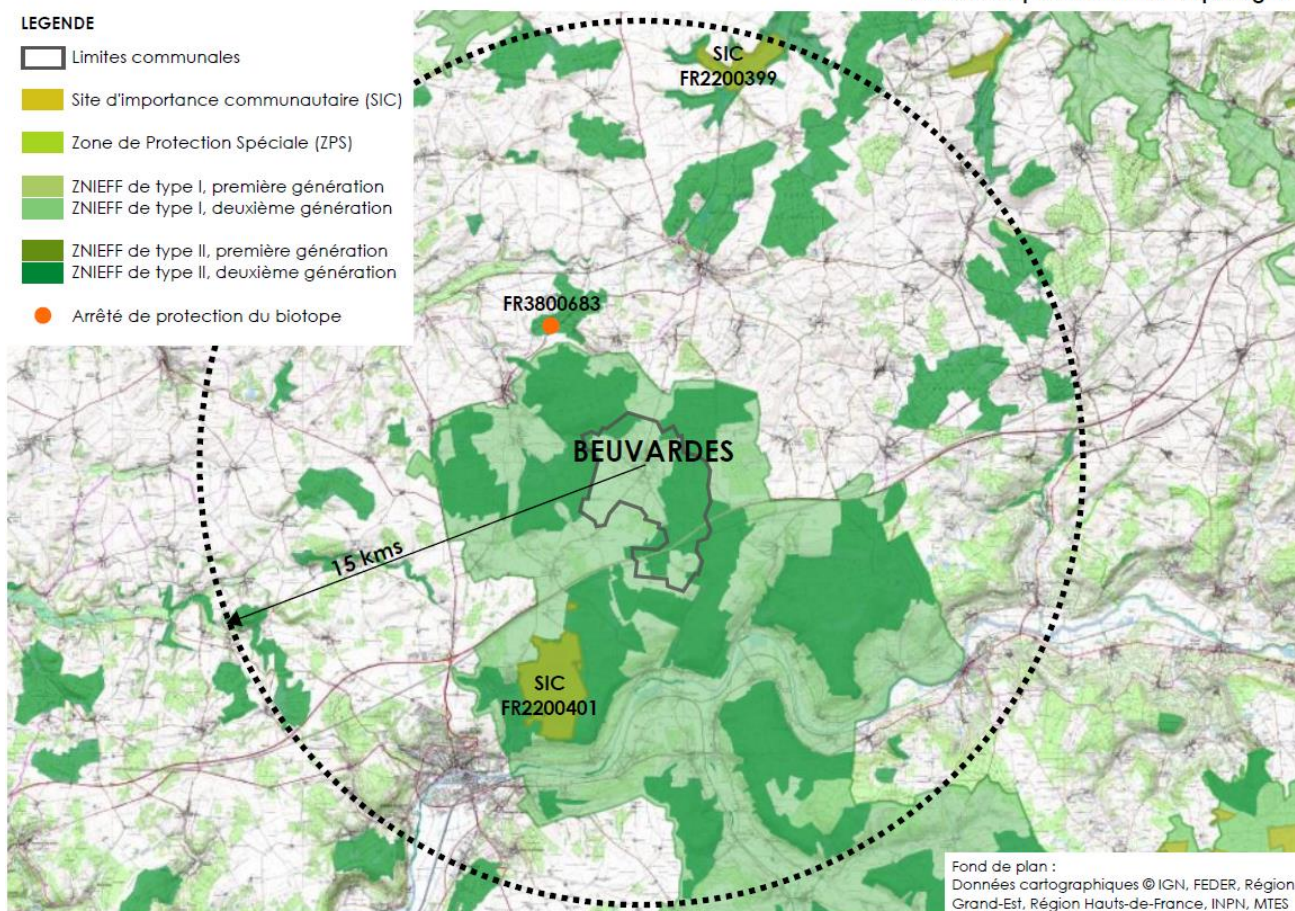 LEGENDE
Limites communales
Site d'importance communautaire (SIC)
Zone de Protection Spéciale (ZPS)
ZNIEFF de type I, première génération
ZNIEFF de type I, deuxième génération
ZNIEFF de type II, première génération
ZNIEFF de type II, deuxième génération
Arrêté de protection du biotope
SIC
FR2200399
FR3800683
BEUVARDES
15 kms
SIC
FR2200401
Fond de plan :
Données cartographiques © IGN, FEDER, Région
Grand-Est, Région Hauts-de-France, INPN, MTES